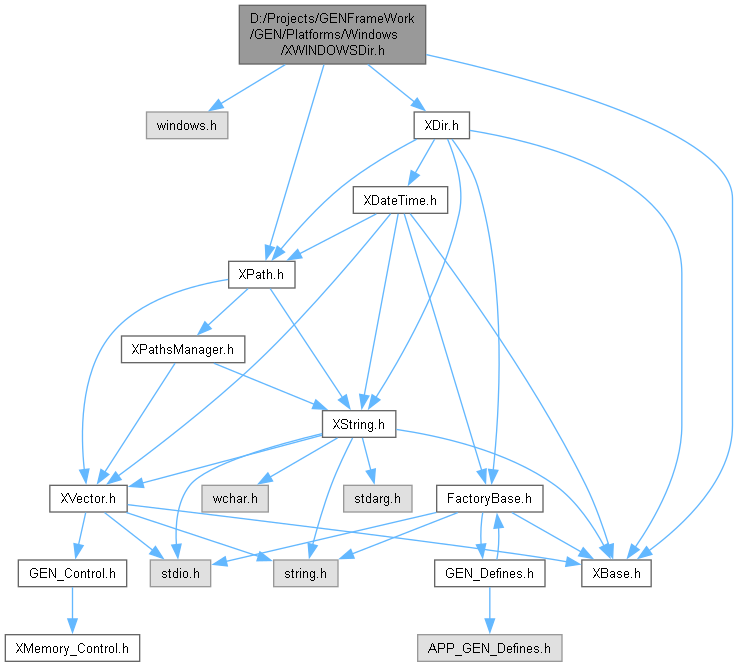 D:/Projects/GENFrameWork
/GEN/Platforms/Windows
/XWINDOWSDir.h
windows.h
XDir.h
XDateTime.h
XPath.h
XPathsManager.h
XString.h
XVector.h
wchar.h
stdarg.h
FactoryBase.h
GEN_Control.h
stdio.h
string.h
GEN_Defines.h
XBase.h
XMemory_Control.h
APP_GEN_Defines.h